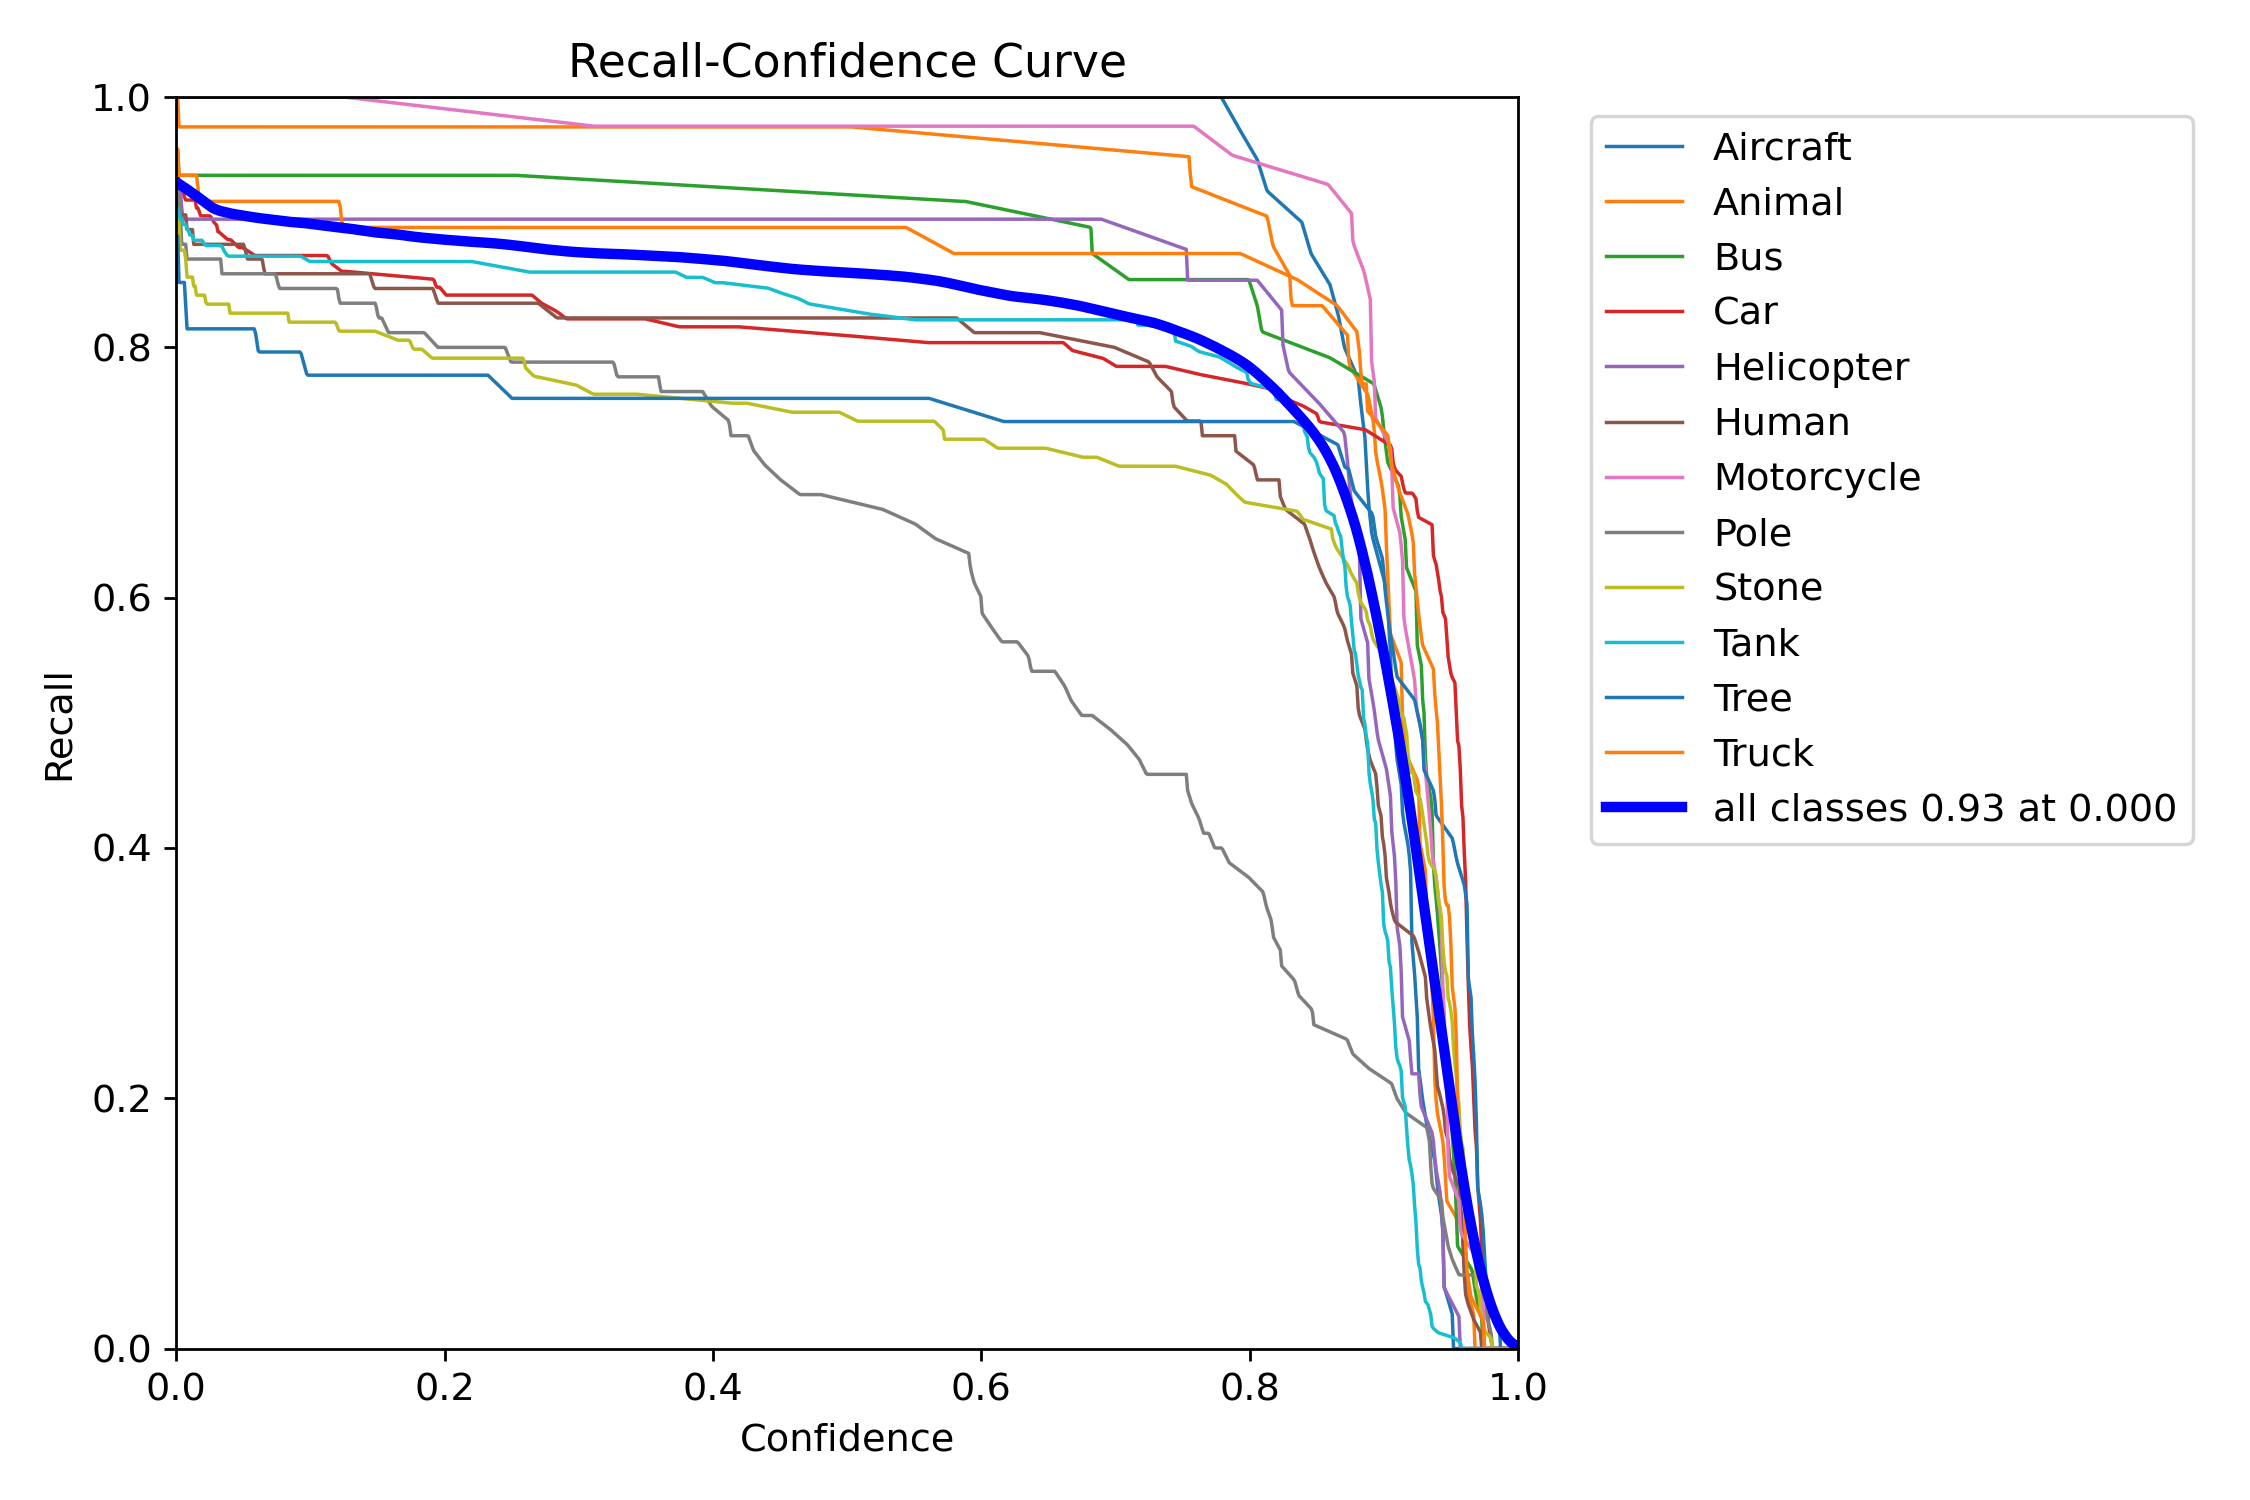 Recall-Confidence Curve
1.0
0.8
0.6
0.4
0.2
0.0
Recall
0.0 0.2 0.4 0.6 0.8 1.0
Confidence
Aircraft
Animal
Bus
Car
Helicopter
Human
Motorcycle
Pole
Stone
Tank
Tree
Truck
all classes 0.93 at 0.000